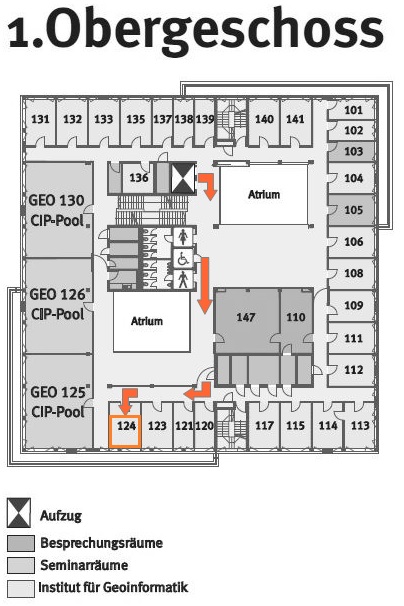 1.Obergeschoss
131 132 133 135 137 138 139 140 141 101
102
103
136
104
GEO 130
CIP-Pool
Atrium
105
106
GEO 126
CIP-Pool
108
Atrium
147 110
109
111
GEO 125
CIP-Pool
112
124 123 121 120 117 115 114 113
Aufzug
Besprechungsräume
Seminarräume
Institut für Geoinformatik